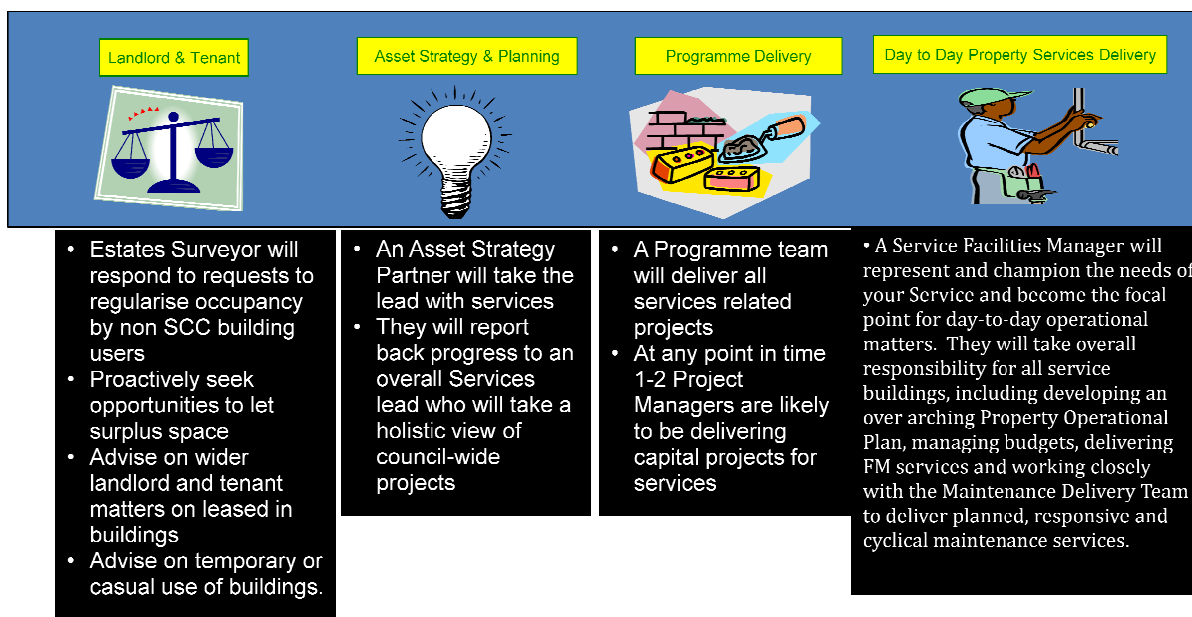 Landlord & Tenant
Asset Strategy & Planning
Programme Delivery
Day to Day Property Services Delivery
• Estates Surveyor will
respond to requests to
regularise occupancy
by non SCC building
users
• Proactively seek
opportunities to let
surplus space
• Advise on wider
landlord and tenant
matters on leased in
buildings
• Advise on temporary or
casual use of buildings.
• An Asset Strategy
Partner will take the
lead with services
• They will report
back progress to an
overall Services
lead who will take a
holistic view of
council-wide
projects
• A Programme team
will deliver all
services related
projects
• At any point in time
1-2 Project
Managers are likely
to be delivering
capital projects for
services
• A Service Facilities Manager will
represent and champion the needs of
your Service and become the focal
point for day-to-day operational
matters. They will take overall
responsibility for all service
buildings, including developing an
over arching Property Operational
Plan, managing budgets, delivering
FM services and working closely
with the Maintenance Delivery Team
to deliver planned, responsive and
cyclical maintenance services.